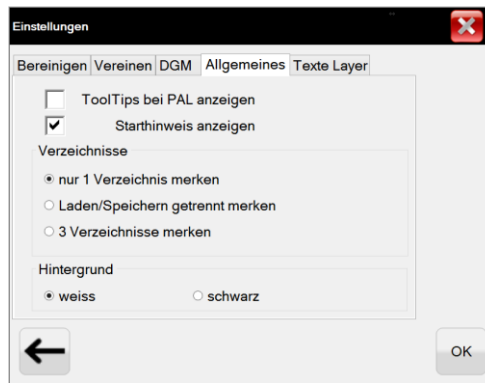 Einstellungen
Bereinigen Vereinen DGM Allgemeines Texte Layer
ToolTips bei PAL anzeigen
Starthinweis anzeigen
Verzeichnisse
nur 1 Verzeichnis merken
Laden/Speichern getrennt merken
3 Verzeichnisse merken
Hintergrund
weiss schwarz
OK